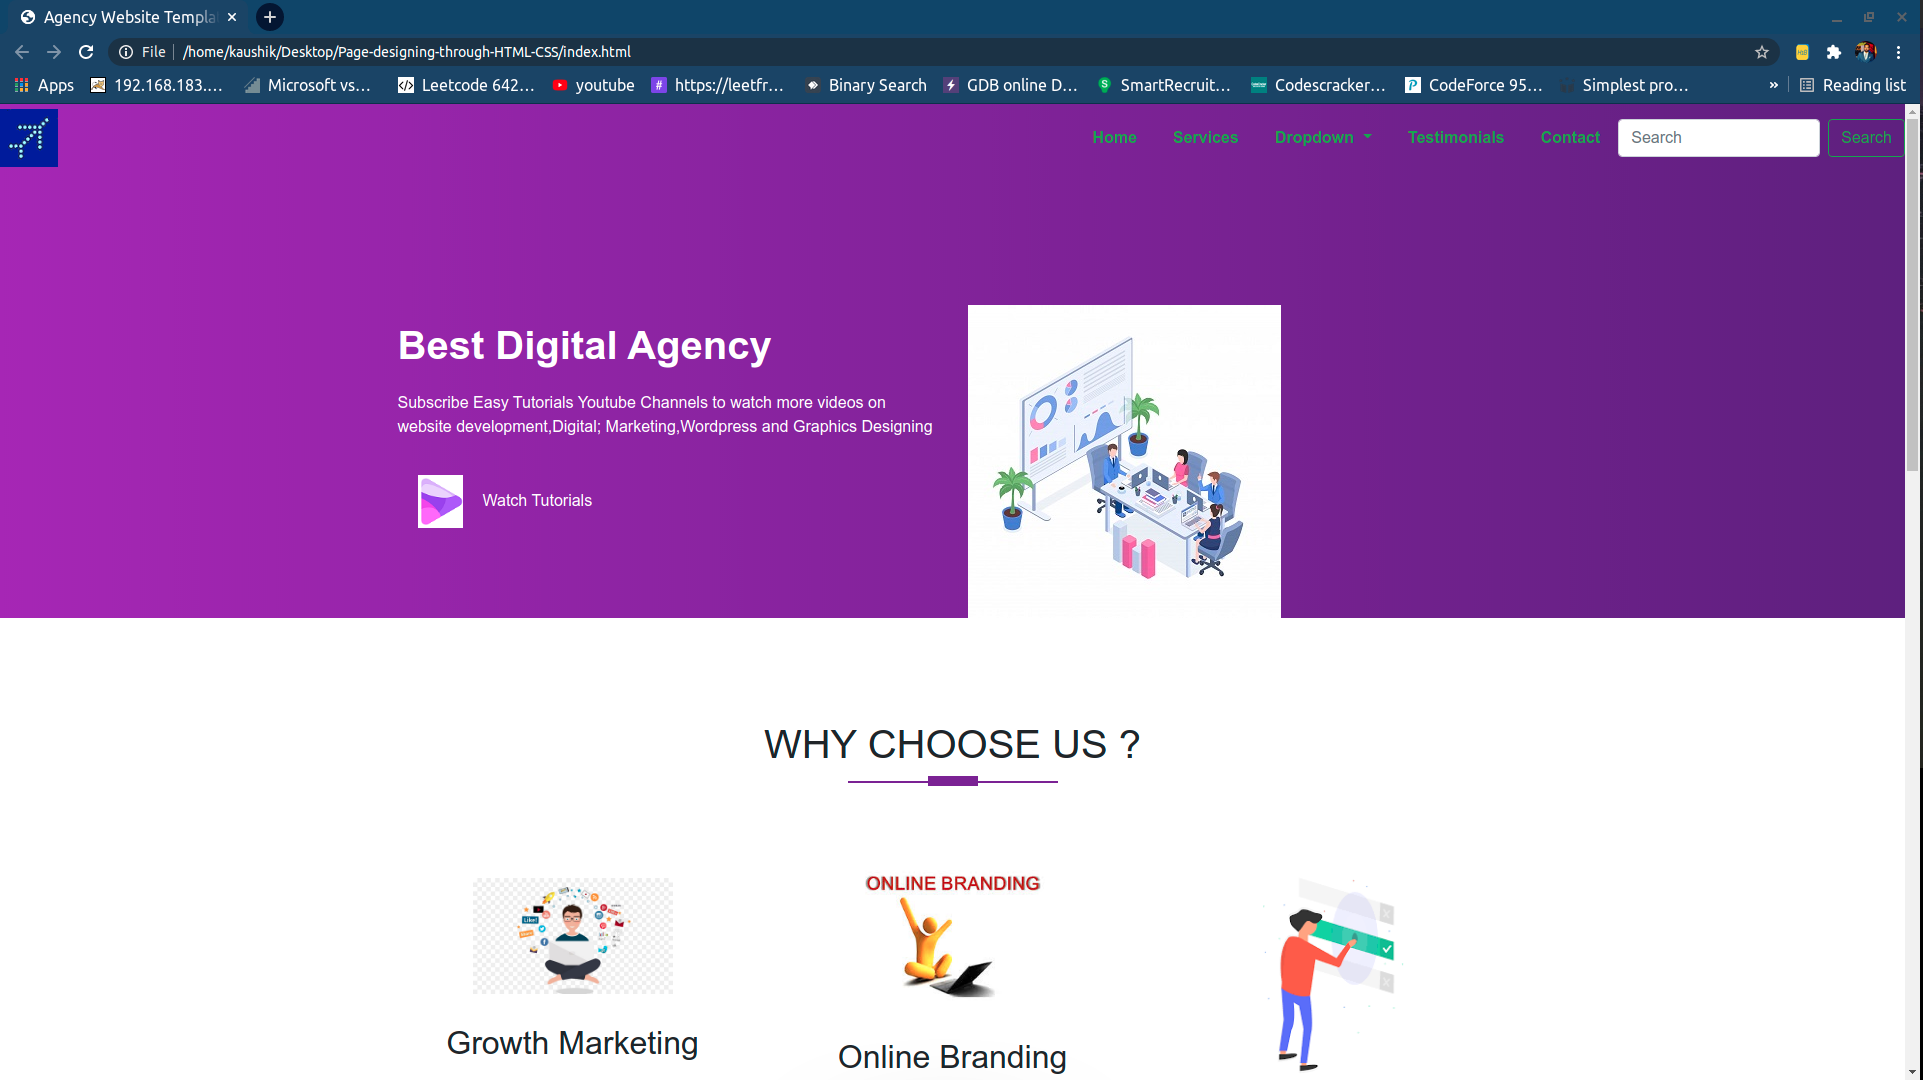 Agency Website Templa
File
/home/kaushik/Desktop/Page-designing-through-HTML-CSS/index.html
Apps
192.168.183....
Microsoft vs...
Leetcode 642...
youtube
https://leetfr...
Binary Search
GDB online D...
SmartRecruit...
Codescracker...
CodeForce 95...
Simplest pro...
»
Reading list
Home
Services
Dropdown
Testimonials
Contact
Search
Search
Best Digital Agency
Subscribe Easy Tutorials Youtube Channels to watch more videos on
website development,Digital; Marketing,Wordpress and Graphics Designing
Watch Tutorials
WHY CHOOSE US ?
ONLINE BRANDING
Like!
Growth Marketing
Online Branding